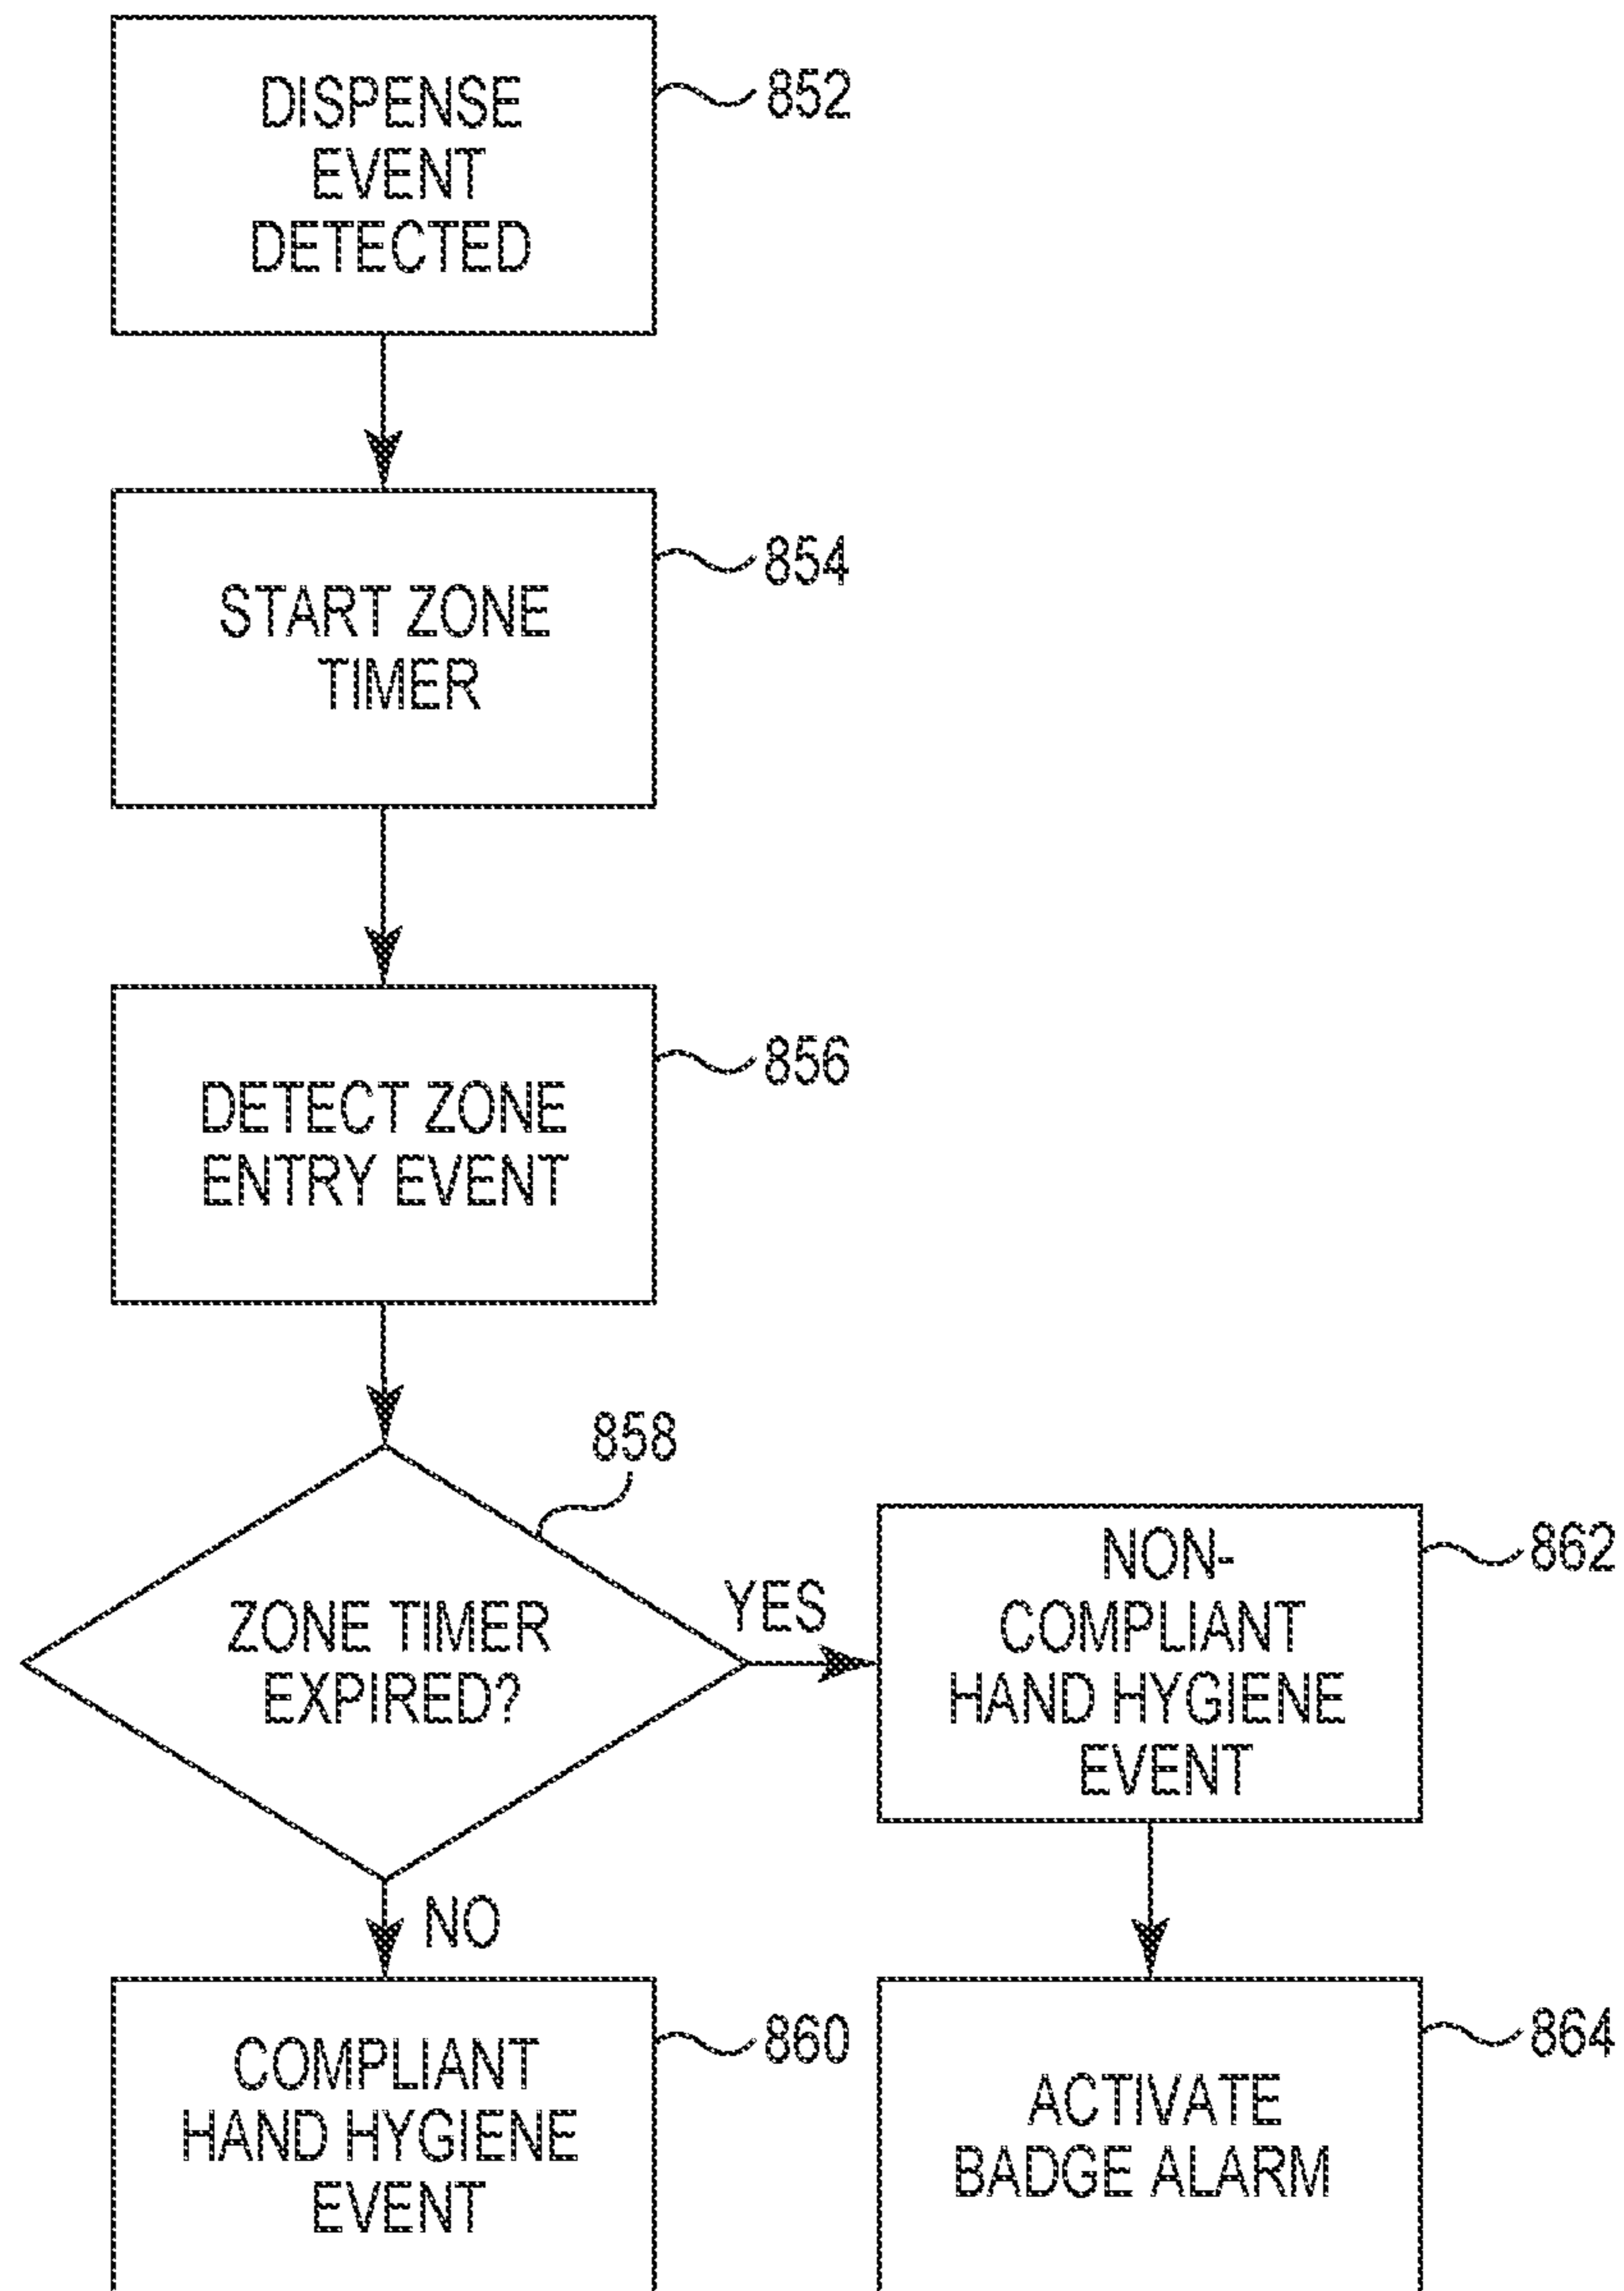 DISPENSE
EVENT
DETECTED
852
START ZONE
TIMER
854
DETECT ZONE
ENTRY EVENT
856
858
ZONE TIMER
EXPIRED?
YES
NON-
COMPLIANT
HAND HYGIENE
EVENT
862
NO
COMPLIANT
HAND HYGIENE
EVENT
860
ACTIVATE
BADGE ALARM
864